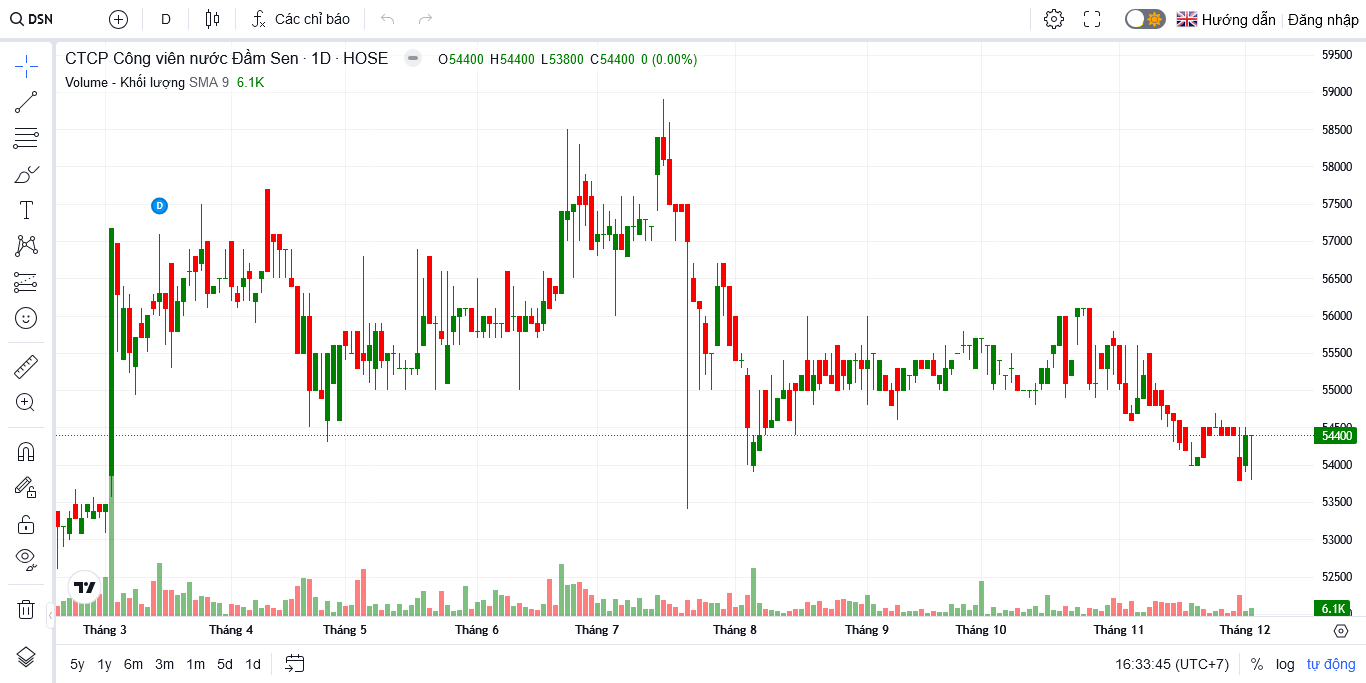 DSN D Các chỉ báo Hướng dẫn Đăng nhập
CTCP Công viên nước Đầm Sen · 1D · HOSE O54400 H54400 L53800 C54400 0 (0.00%)
Volume - Khối lượng SMA 9 6.1K
D
59500
59000
58500
58000
57500
57000
56500
56000
55500
55000
54400
54000
53500
53000
52500
6.1K
Tháng 3 Tháng 4 Tháng 5 Tháng 6 Tháng 7 Tháng 8 Tháng 9 Tháng 10 Tháng 11 Tháng 12
5y 1y 6m 3m 1m 5d 1d 16:33:45 (UTC+7) % log tự động